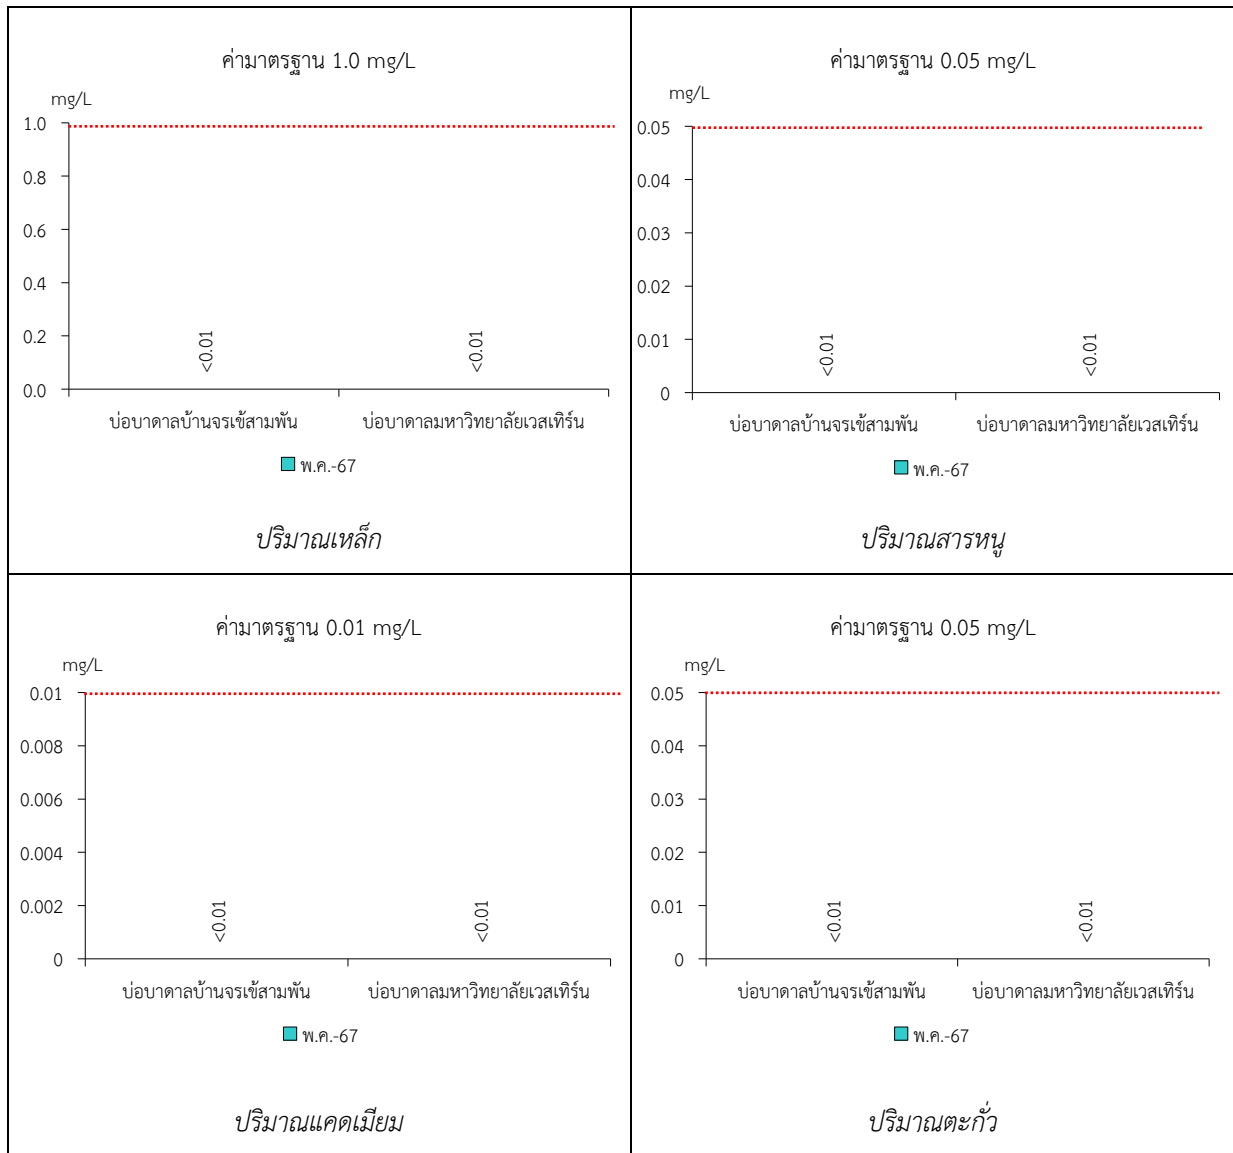 ค่ามาตรฐาน 1.0 mg/L
mg/L
1.0
0.8
0.6
0.4
0.2
0.0
<0.01
<0.01
บ่อบาดาลบ้านจรเข้สามพัน
บ่อบาดาลมหาวิทยาลัยเวสเทิร์น
พ.ค.-67
ปริมาณเหล็ก
ค่ามาตรฐาน 0.05 mg/L
mg/L
0.05
0.04
0.03
0.02
0.01
0
<0.01
<0.01
บ่อบาดาลบ้านจรเข้สามพัน
บ่อบาดาลมหาวิทยาลัยเวสเทิร์น
พ.ค.-67
ปริมาณสารหนู
ค่ามาตรฐาน 0.01 mg/L
mg/L
0.01
0.008
0.006
0.004
0.002
0
<0.01
<0.01
บ่อบาดาลบ้านจรเข้สามพัน
บ่อบาดาลมหาวิทยาลัยเวสเทิร์น
พ.ค.-67
ปริมาณแคดเมียม
ค่ามาตรฐาน 0.05 mg/L
mg/L
0.05
0.04
0.03
0.02
0.01
0
<0.01
<0.01
บ่อบาดาลบ้านจรเข้สามพัน
บ่อบาดาลมหาวิทยาลัยเวสเทิร์น
พ.ค.-67
ปริมาณตะกั่ว